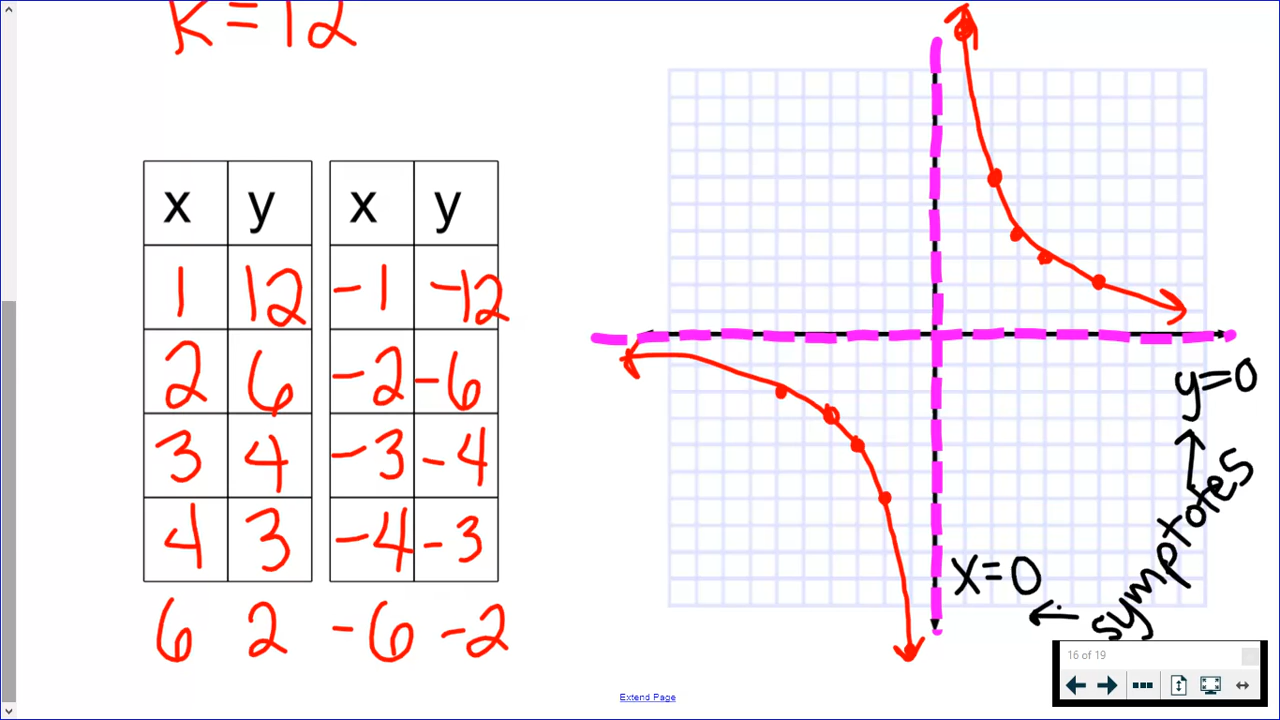 K = 12
x y x y
1 12 -1 -12
2 6 -2 -6
3 4 -3 -4
4 3 -4 -3
6 2 -6 -2
y=0
x=0
symptotes
16 of 19
Extend Page